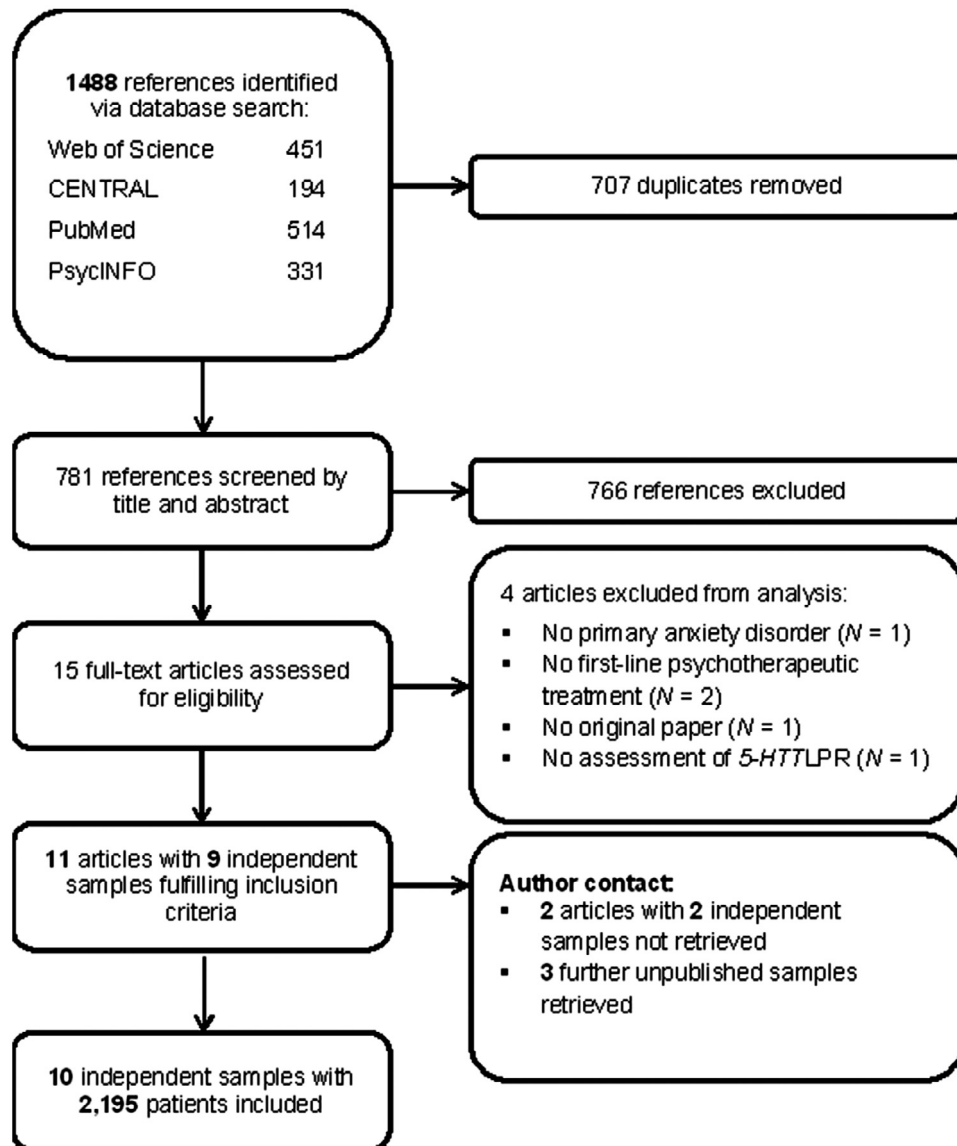 1488 references identified
via database search:
Web of Science 451
CENTRAL 194
PubMed 514
PsycINFO 331
707 duplicates removed
781 references screened by
title and abstract
766 references excluded
15 full-text articles assessed
for eligibility
4 articles excluded from analysis:
▪ No primary anxiety disorder (N = 1)
▪ No first-line psychotherapeutic
treatment (N = 2)
▪ No original paper (N = 1)
▪ No assessment of 5-HTTLPR (N = 1)
11 articles with 9 independent
samples fulfilling inclusion
criteria
Author contact:
▪ 2 articles with 2 independent
samples not retrieved
▪ 3 further unpublished samples
retrieved
10 independent samples with
2,195 patients included